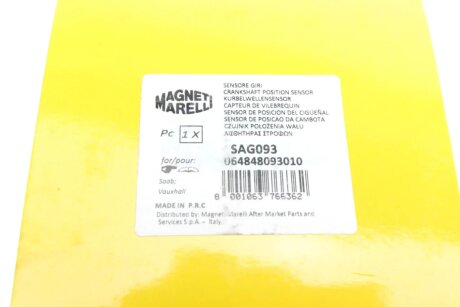 MAGNETI
MARELLI
SENSORE GIRI
CRANKSHAFT POSITION SENSOR
KURBELWELLENSENSOR
CAPTEUR DE VILEBREQUIN
SENSOR DE POSICIÓN DEL CIGÜEÑAL
SENSOR DE POSICAO DA CAMBOTA
CZUJNIK POŁOŻENIA WAŁU
ΑΙΣΘΗΤΗΡΑΣ ΣΤΡΟΦΩΝ
Pc 1 X
SAG093
for/pour: 064848093010
Saab;
Vauxhall
8 001063 766362
MADE IN P.R.C
Distributed by: Magneti Marelli After Market Parts and
Services S.p.A – Italy